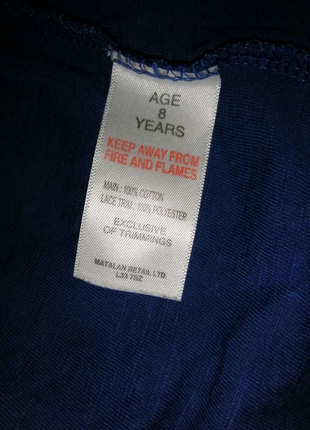 AGE
8
YEARS
KEEP AWAY FROM
FIRE AND FLAMES
MAIN : 100% COTTON
LACE TRIM : 100% POLYESTER
EXCLUSIVE
OF TRIMMINGS
MATALAN RETAIL LTD.
L33 7SZ